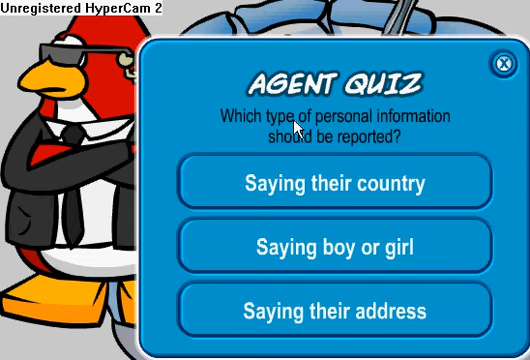 Unregistered HyperCam 2
AGENT QUIZ
Which type of personal information
should be reported?
Saying their country
Saying boy or girl
Saying their address